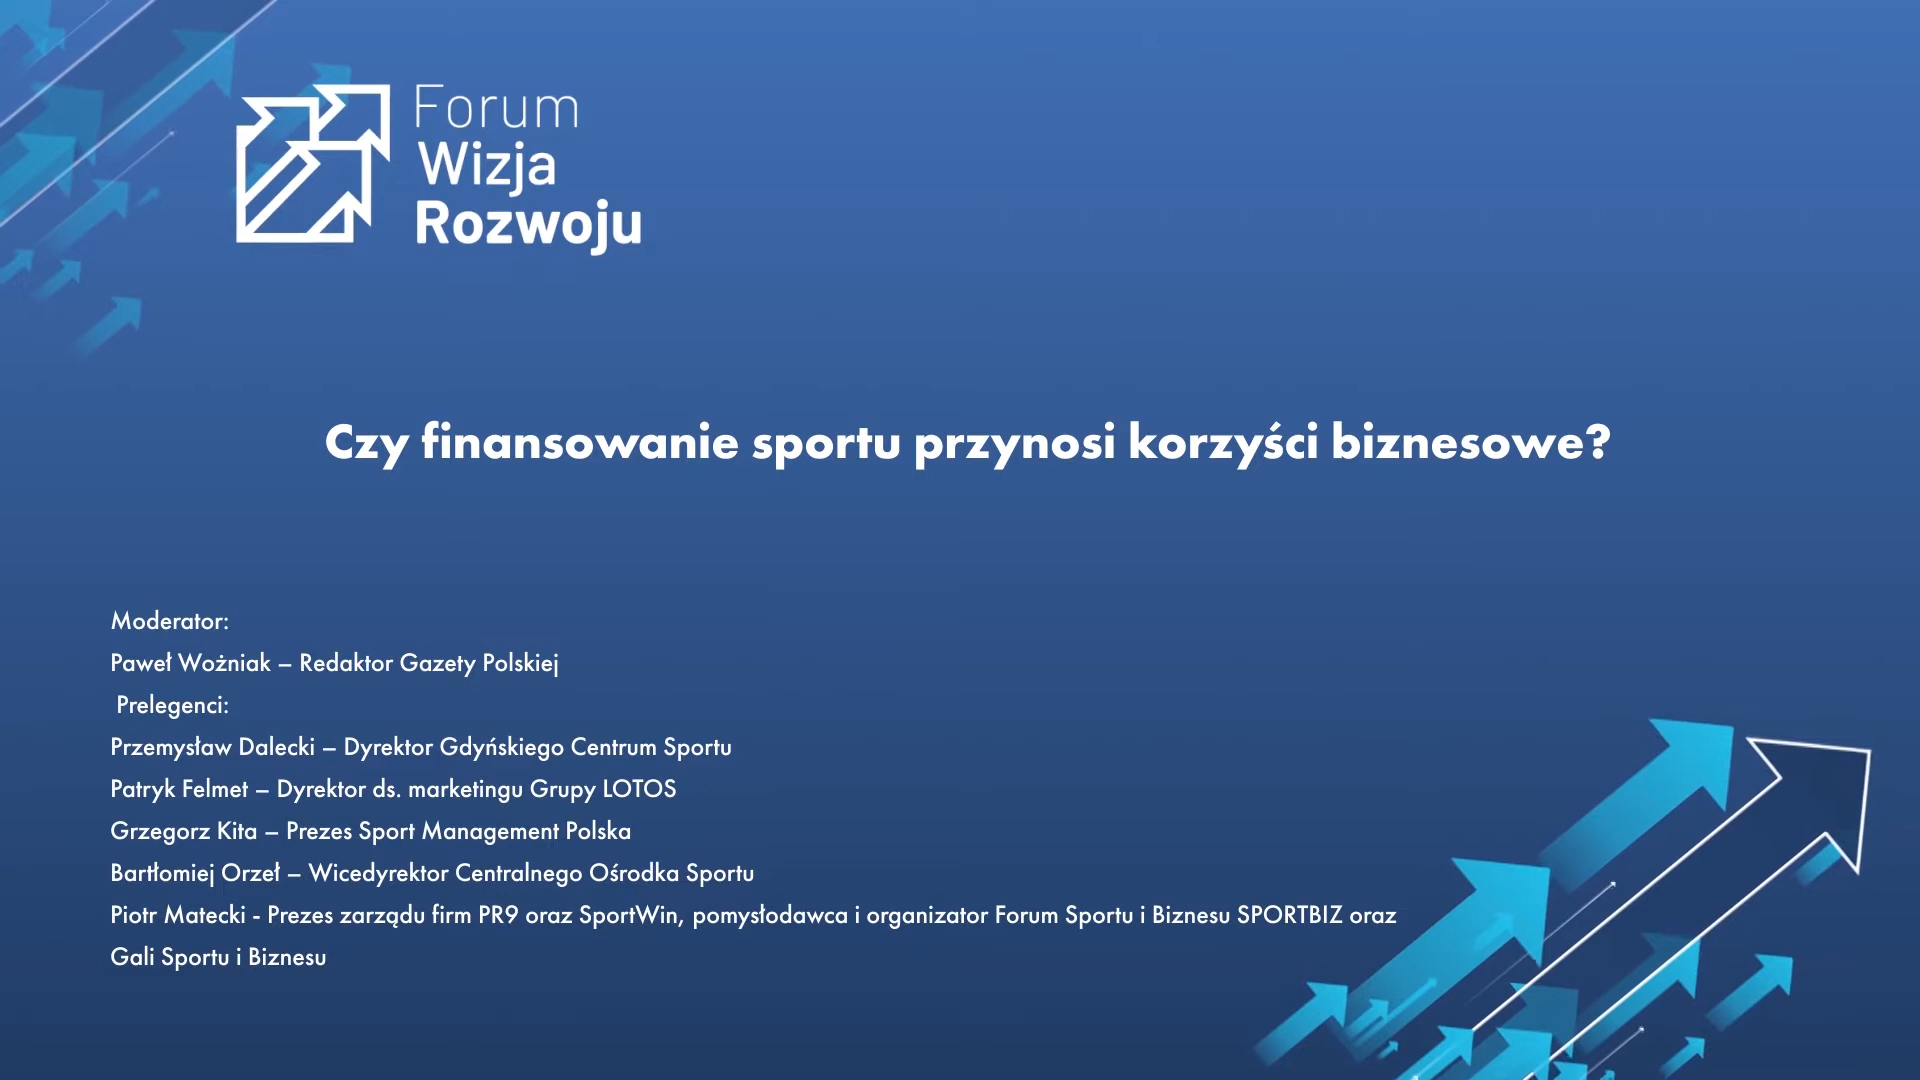 Forum
Wizja
Rozwoju
Czy finansowanie sportu przynosi korzyści biznesowe?
Moderator:
Paweł Wożniak – Redaktor Gazety Polskiej
Prelegenci:
Przemysław Dalecki – Dyrektor Gdyńskiego Centrum Sportu
Patryk Felmet – Dyrektor ds. marketingu Grupy LOTOS
Grzegorz Kita – Prezes Sport Management Polska
Bartłomiej Orzeł – Wicedyrektor Centralnego Ośrodka Sportu
Piotr Matecki - Prezes zarządu firm PR9 oraz SportWin, pomysłodawca i organizator Forum Sportu i Biznesu SPORTBIZ oraz
Gali Sportu i Biznesu